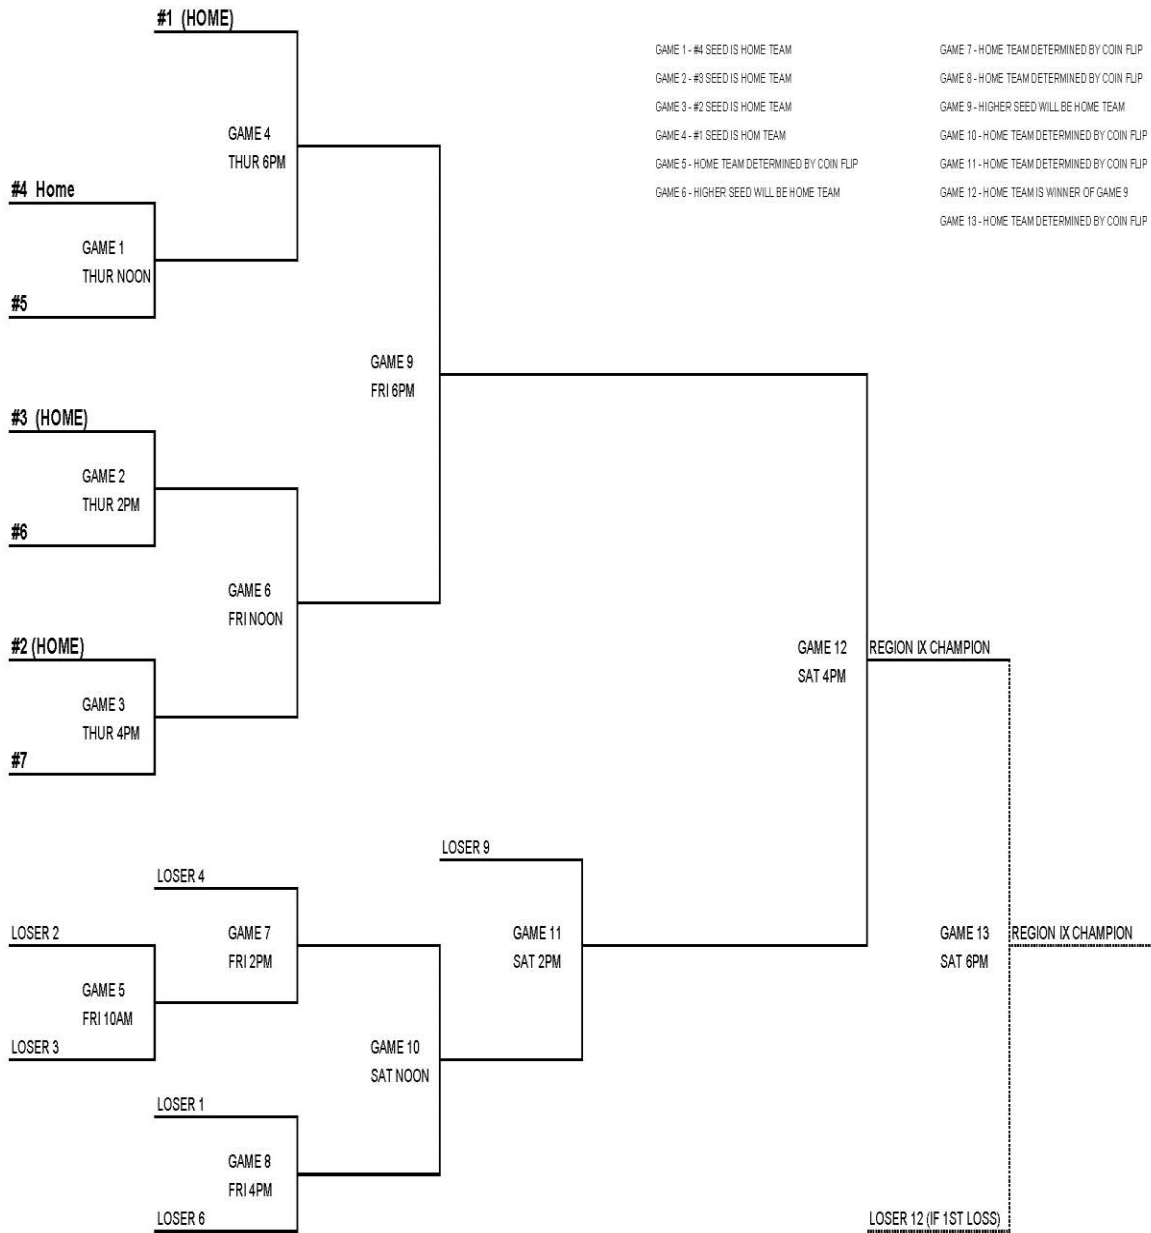 #1 (HOME)
GAME 1 - #4 SEED IS HOME TEAM
GAME 2 - #3 SEED IS HOME TEAM
GAME 3 - #2 SEED IS HOME TEAM
GAME 4 - #1 SEED IS HOM TEAM
GAME 5 - HOME TEAM DETERMINED BY COIN FLIP
GAME 6 - HIGHER SEED WILL BE HOME TEAM
GAME 7 - HOME TEAM DETERMINED BY COIN FLIP
GAME 8 - HOME TEAM DETERMINED BY COIN FLIP
GAME 9 - HIGHER SEED WILL BE HOME TEAM
GAME 10 - HOME TEAM DETERMINED BY COIN FLIP
GAME 11 - HOME TEAM DETERMINED BY COIN FLIP
GAME 12 - HOME TEAM IS WINNER OF GAME 9
GAME 13 - HOME TEAM DETERMINED BY COIN FLIP
GAME 4
THUR 6PM
#4 Home
GAME 1
THUR NOON
#5
GAME 9
FRI 6PM
#3 (HOME)
GAME 2
THUR 2PM
#6
GAME 6
FRI NOON
#2 (HOME)
GAME 3
THUR 4PM
#7
GAME 12
SAT 4PM
REGION IX CHAMPION
LOSER 9
LOSER 4
LOSER 2
GAME 7
FRI 2PM
GAME 11
SAT 2PM
GAME 13
SAT 6PM
REGION IX CHAMPION
GAME 5
FRI 10AM
LOSER 3
GAME 10
SAT NOON
LOSER 1
GAME 8
FRI 4PM
LOSER 6
LOSER 12 (IF 1ST LOSS)